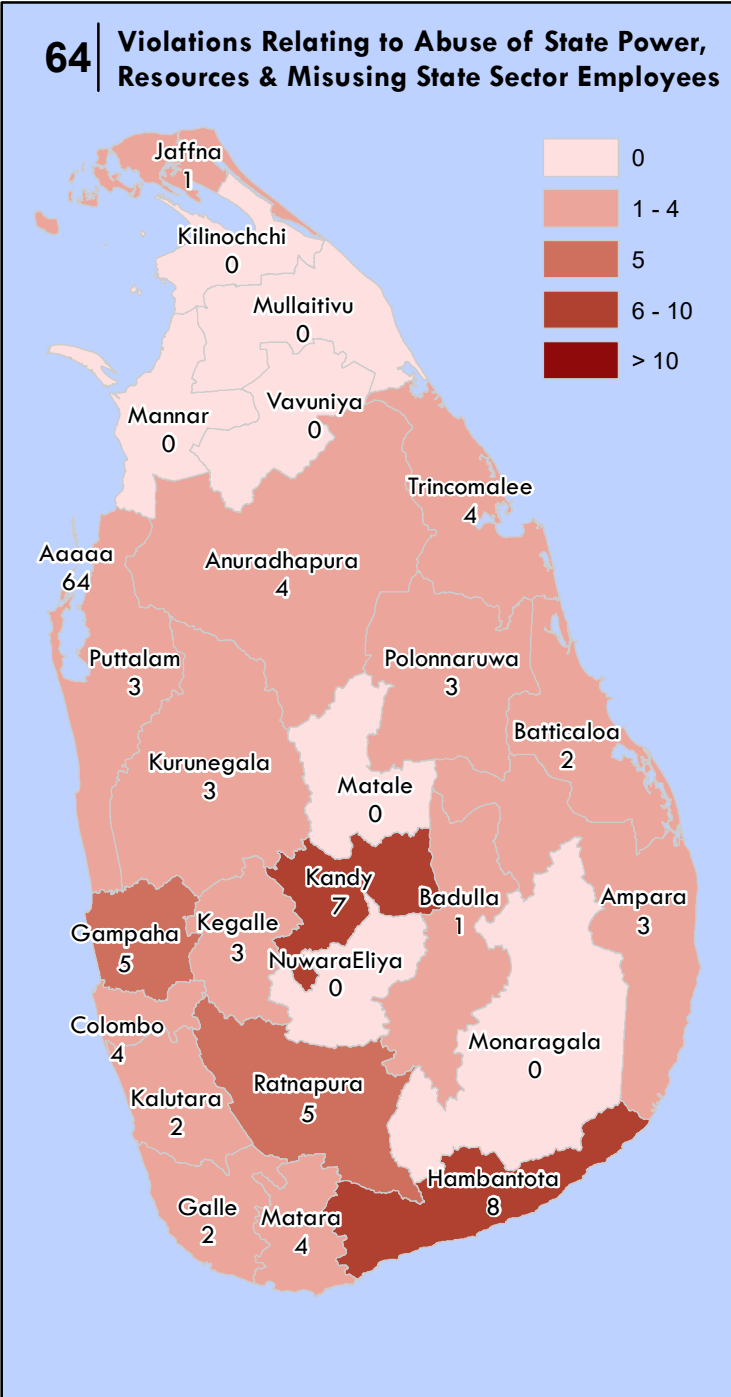 64
Violations Relating to Abuse of State Power,
Resources & Misusing State Sector Employees
0
1 - 4
5
6 - 10
> 10
Jaffna
1
Kilinochchi
0
Mullaitivu
0
Vavuniya
0
Mannar
0
Trincomalee
4
Aaaaa
64
Anuradhapura
4
Puttalam
3
Polonnaruwa
3
Batticaloa
2
Kurunegala
3
Matale
0
Kandy
7
Badulla
1
Ampara
3
Gampaha
5
Kegalle
3
NuwaraEliya
0
Colombo
4
Monaragala
0
Kalutara
2
Ratnapura
5
Hambantota
8
Galle
2
Matara
4